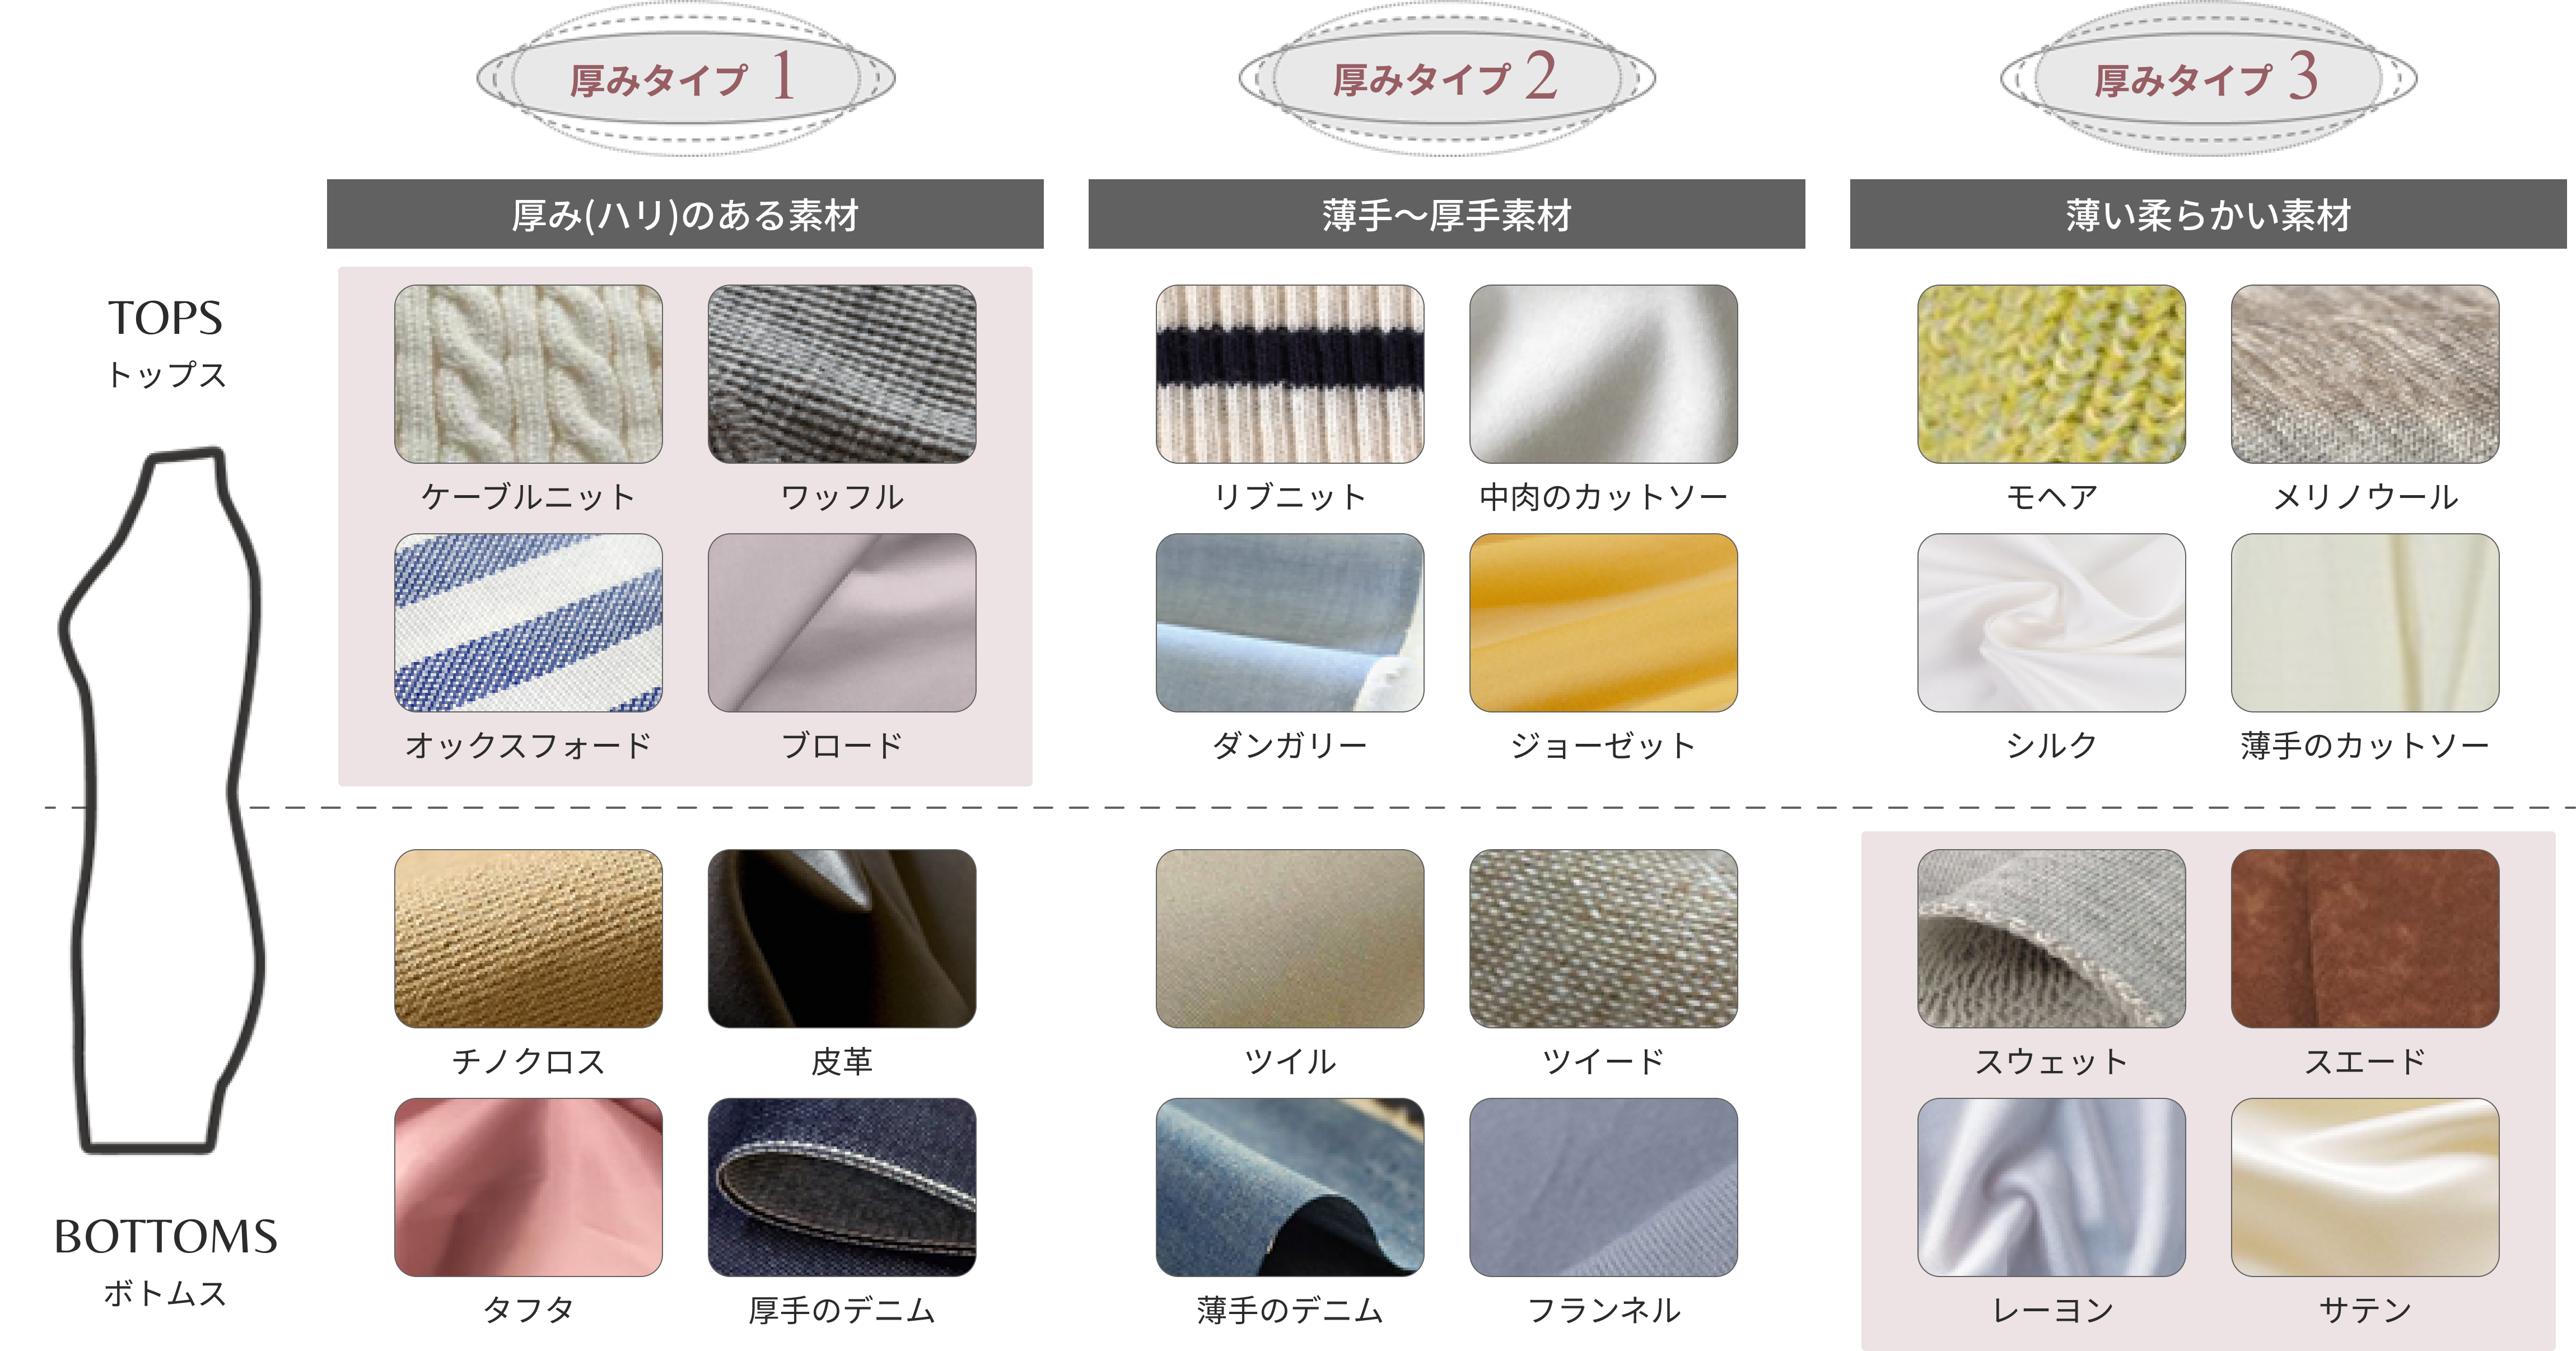 厚みタイプ 1
厚みタイプ 2
厚みタイプ 3
厚み(ハリ)のある素材
薄手～厚手素材
薄い柔らかい素材
TOPS
トップス
ケーブルニット
ワッフル
リブニット
中肉のカットソー
モヘア
メリノウール
オックスフォード
ブロード
ダンガリー
ジョーゼット
シルク
薄手のカットソー
チノクロス
皮革
ツイル
ツイード
スウェット
スエード
BOTTOMS
ボトムス
タフタ
厚手のデニム
薄手のデニム
フランネル
レーヨン
サテン